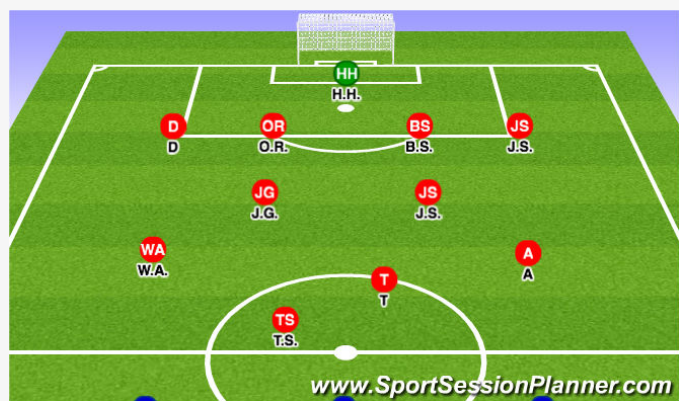 HH
H.H.
D OR BS JS
D O.R. B.S. J.S.
JG JS
J.G. J.S.
WA A
W.A. A
T
T
TS
T.S.
www.SportSessionPlanner.com